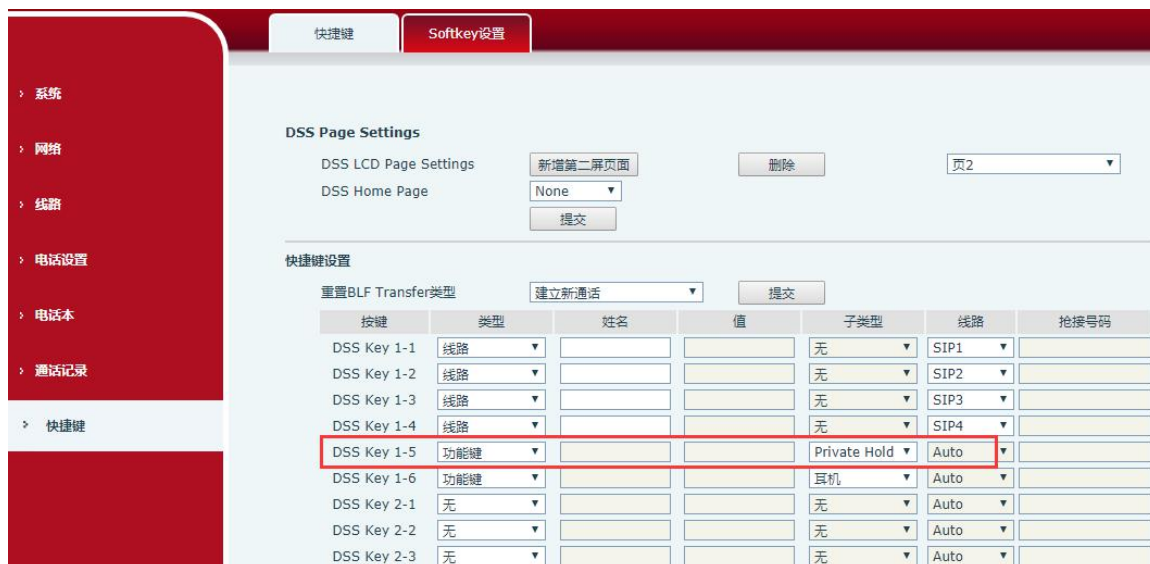 快捷键 Softkey设置
系统
网络
线路
电话设置
电话本
通话记录
快捷键
DSS Page Settings
DSS LCD Page Settings 新增第二屏页面 删除 页2
DSS Home Page None
提交
快捷键设置
重置BLF Transfer类型 建立新通话 提交
按键 类型 姓名 值 子类型 线路 抢接号码
DSS Key 1-1 线路 无 SIP1
DSS Key 1-2 线路 无 SIP2
DSS Key 1-3 线路 无 SIP3
DSS Key 1-4 线路 无 SIP4
DSS Key 1-5 功能键 Private Hold Auto
DSS Key 1-6 功能键 耳机 Auto
DSS Key 2-1 无 无 Auto
DSS Key 2-2 无 无 Auto
DSS Key 2-3 无 无 Auto